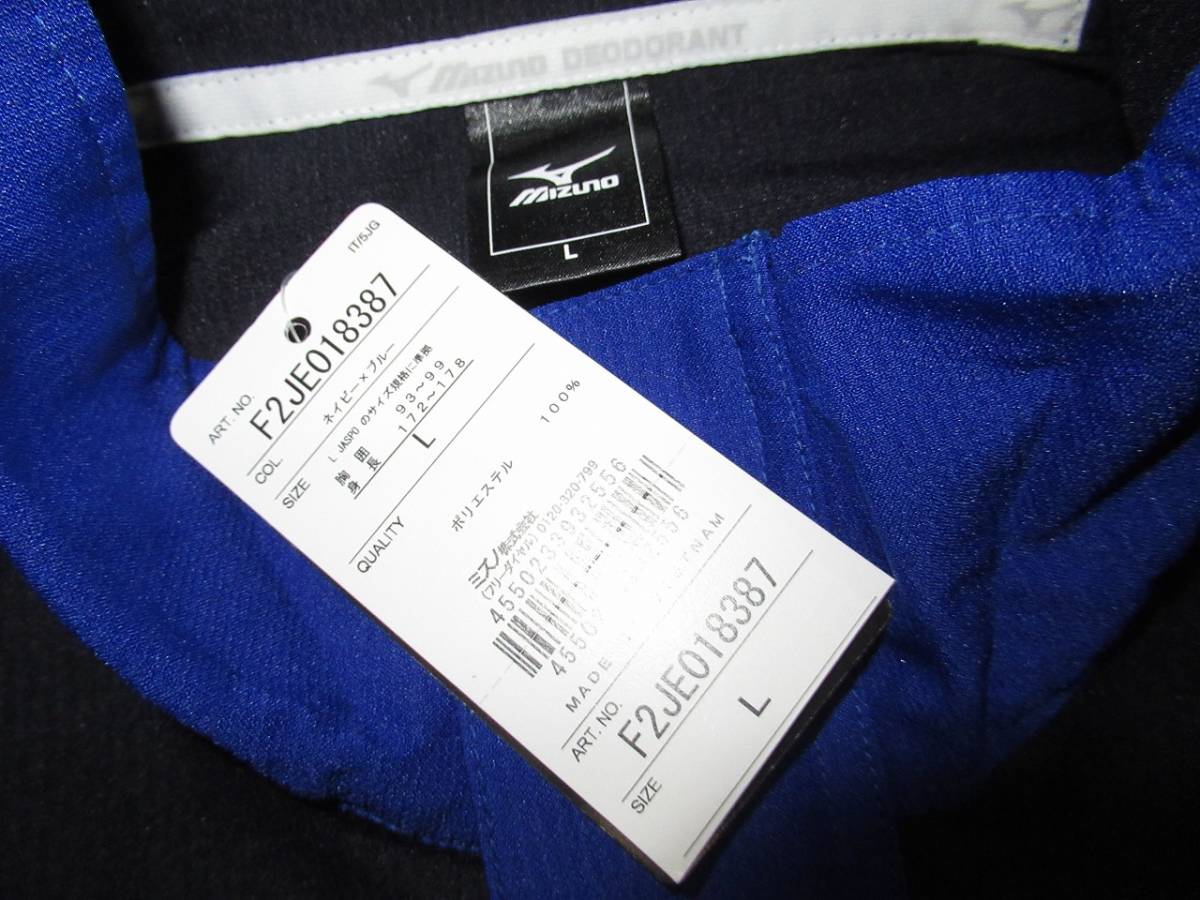 Mizuno DEODORANT
Mizuno
L
IT/5JG
ART. NO.
F2JE018387
COL.
ネイビー×ブルー
SIZE
L JASPO のサイズ規格に準拠
胸囲 93～99
身長 172～178
L
QUALITY
ポリエステル 100%
ミズノ株式会社
(フリーダイヤル) 0120-320-799
4550233932556
MADE
ART. NO.
F2JE018387
SIZE
L